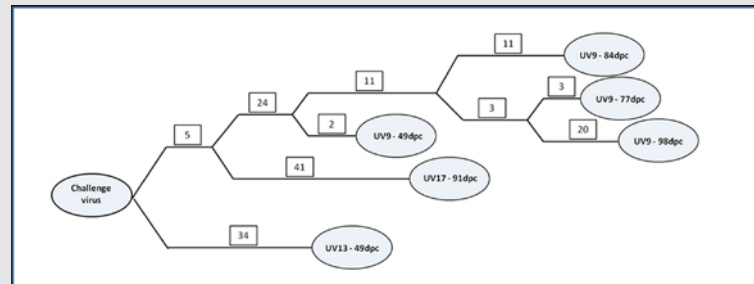 11
UV9 - 84dpc
11
3
UV9 - 77dpc
24
3
20
UV9 - 98dpc
2
UV9 - 49dpc
5
41
UV17 - 91dpc
Challenge
virus
34
UV13 - 49dpc